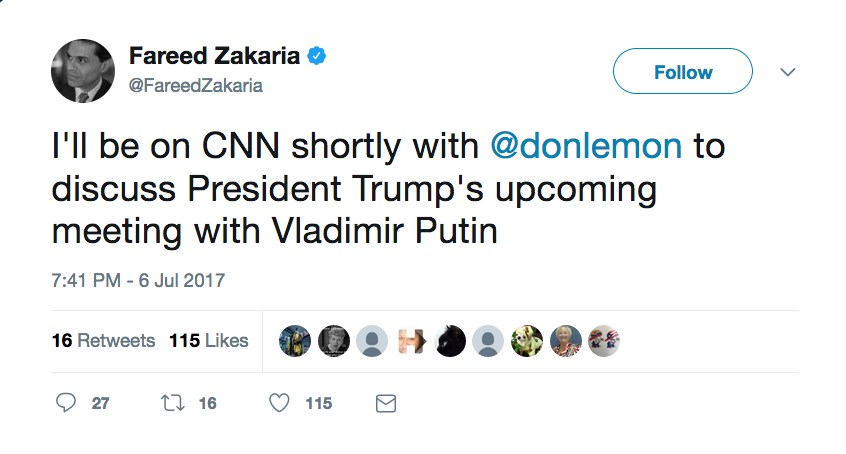 Fareed Zakaria
@FareedZakaria
Follow
I'll be on CNN shortly with @donlemon to
discuss President Trump's upcoming
meeting with Vladimir Putin
7:41 PM - 6 Jul 2017
16 Retweets 115 Likes
H
27 16 115